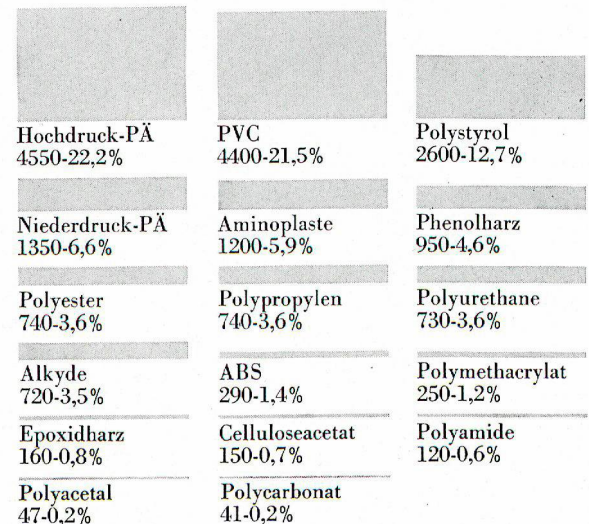 Hochdruck-PÄ
4550-22,2%
PVC
4400-21,5%
Polystyrol
2600-12,7%
Niederdruck-PÄ
1350-6,6%
Aminoplaste
1200-5,9%
Phenolharz
950-4,6%
Polyester
740-3,6%
Polypropylen
740-3,6%
Polyurethane
730-3,6%
Alkyde
720-3,5%
ABS
290-1,4%
Polymethacrylat
250-1,2%
Epoxidharz
160-0,8%
Celluloseacetat
150-0,7%
Polyamide
120-0,6%
Polyacetal
47-0,2%
Polycarbonat
41-0,2%